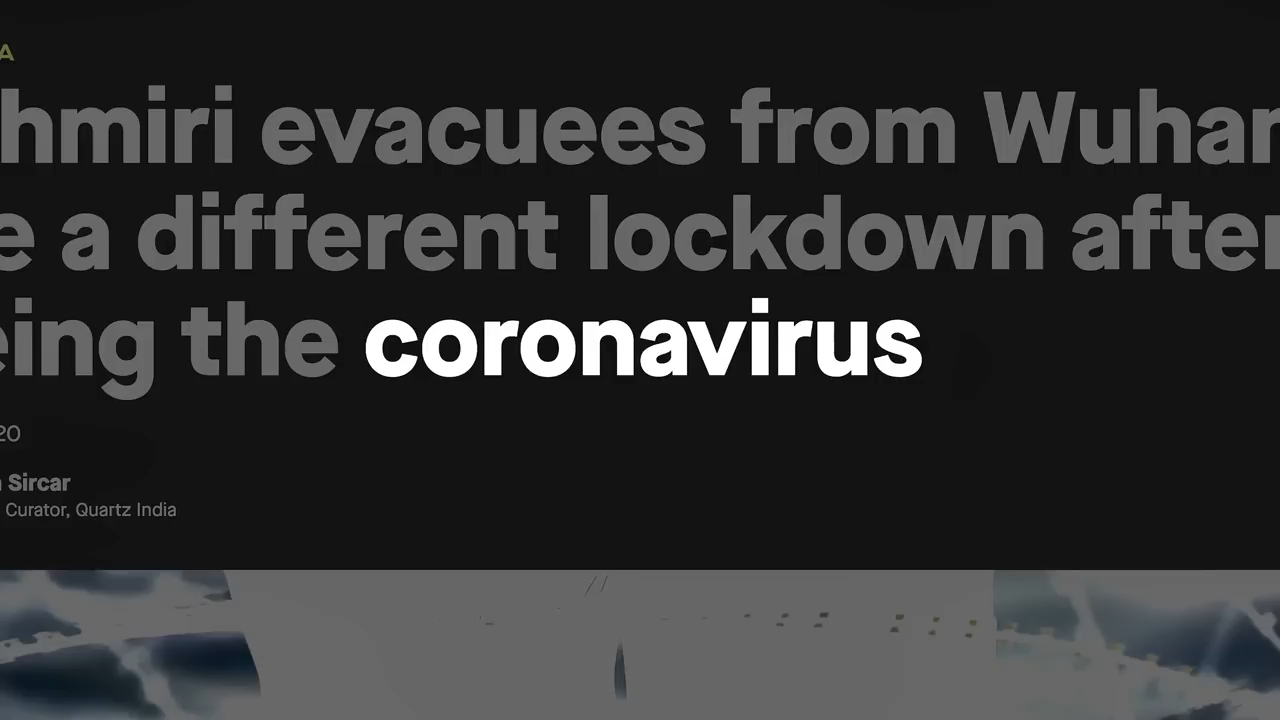 A
hmiri evacuees from Wuhan
e a different lockdown after
eing the coronavirus
20
Sircar
Curator, Quartz India